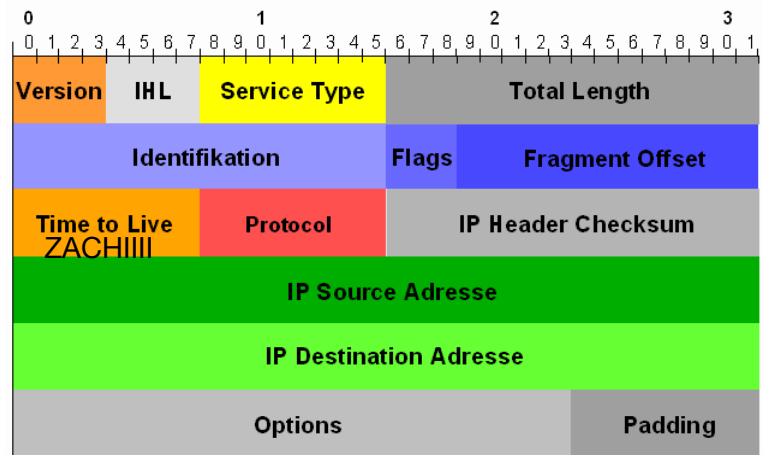 0 1 2 3
0 1 2 3 4 5 6 7 8 9 0 1 2 3 4 5 6 7 8 9 0 1 2 3 4 5 6 7 8 9 0 1
Version IHL Service Type Total Length
Identifikation Flags Fragment Offset
Time to Live Protocol IP Header Checksum
ZACHIIII
IP Source Adresse
IP Destination Adresse
Options Padding